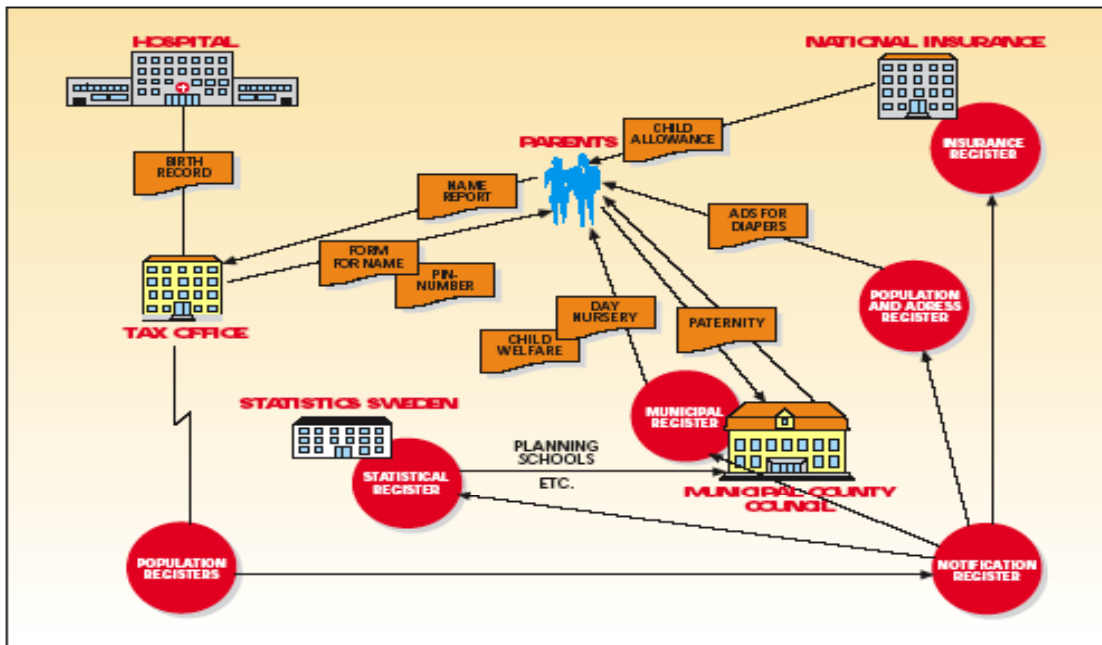 HOSPITAL
NATIONAL INSURANCE
CHILD
ALLOWANCE
PARENTS
INSURANCE
REGISTER
BIRTH
RECORD
NAME
REPORT
ADS FOR
DIAPERS
FORM
FOR NAME
PIN-
NUMBER
POPULATION
AND ADRESS
REGISTER
DAY
NURSERY
PATERNITY
CHILD
WELFARE
TAX OFFICE
STATISTICS SWEDEN
MUNICIPAL
REGISTER
PLANNING
SCHOOLS
ETC.
STATISTICAL
REGISTER
MUNICIPAL COUNTY
COUNCIL
POPULATION
REGISTERS
NOTIFICATION
REGISTER